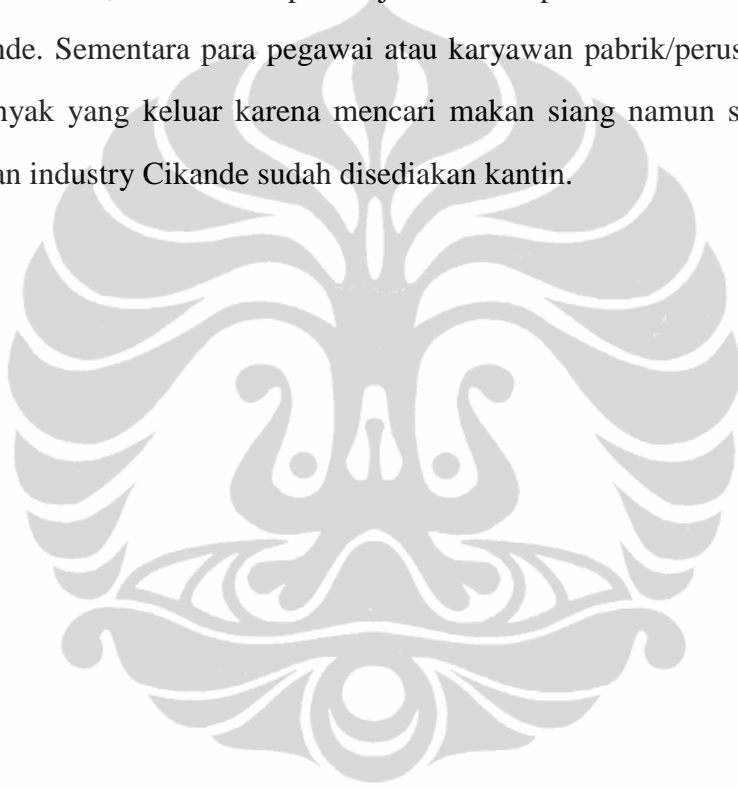 nde. Sementara para pegawai atau karyawan pabrik/perus
nyak yang keluar karena mencari makan siang namun s
an industry Cikande sudah disediakan kantin.